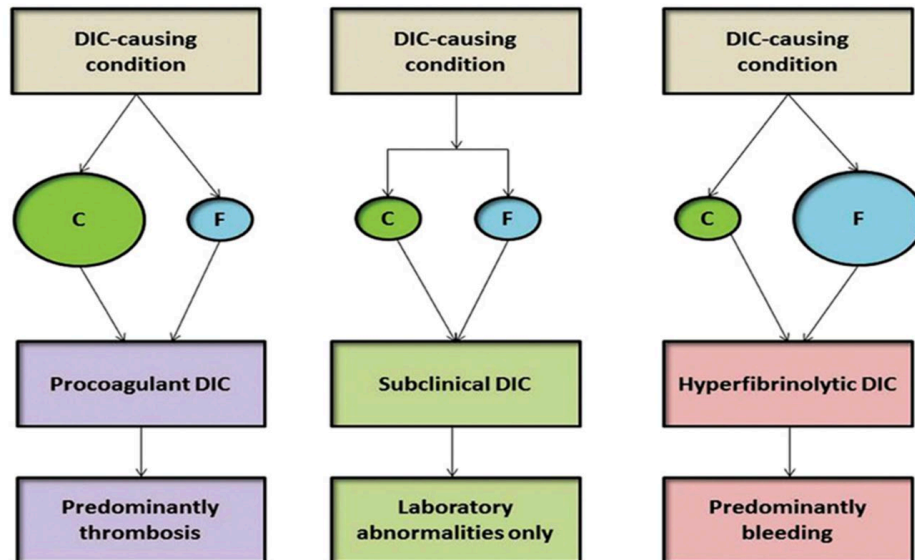 DIC-causing
condition
DIC-causing
condition
DIC-causing
condition
C
F
C
F
C
F
Procoagulant DIC
Subclinical DIC
Hyperfibrinolytic DIC
Predominantly
thrombosis
Laboratory
abnormalities only
Predominantly
bleeding